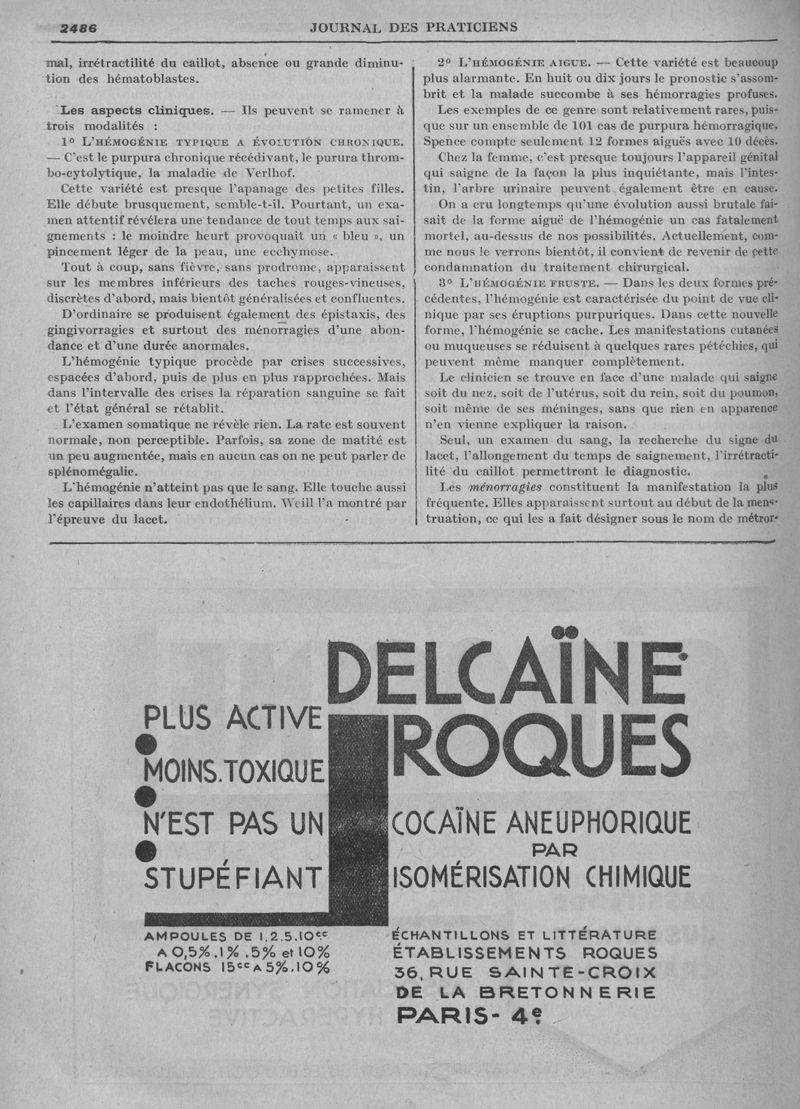 2486
JOURNAL DES PRATICIENS
mal, irrétractilité du caillot, absence ou grande diminu-
tion des hématoblastes.
Les aspects cliniques. — Ils peuvent se ramener à
trois modalités :
1º L'HÉMOGÉNIE TYPIQUE A ÉVOLUTION CHRONIQUE.
— C'est le purpura chronique récédivant, le purura throm-
bo-cytolytique, la maladie de Verlhof.
Cette variété est presque l'apanage des petites filles.
Elle débute brusquement, semble-t-il. Pourtant, un exa-
men attentif révélera une tendance de tout temps aux sai-
gnements : le moindre heurt provoquait un « bleu », un
pincement léger de la peau, une ecchymose.
Tout à coup, sans fièvre, sans prodrome, apparaissent
sur les membres inférieurs des taches rouges-vineuses,
discrètes d'abord, mais bientôt généralisées et confluentes.
D'ordinaire se produisent également des épistaxis, des
gingivorragies et surtout des ménorragies d'une abon-
dance et d'une durée anormales.
L'hémogénie typique procède par crises successives,
espacées d'abord, puis de plus en plus rapprochées. Mais
dans l'intervalle des crises la réparation sanguine se fait
et l'état général se rétablit.
L'examen somatique ne révèle rien. La rate est souvent
normale, non perceptible. Parfois, sa zone de matité est
un peu augmentée, mais en aucun cas on ne peut parler de
splénomégalie.
L'hémogénie n'atteint pas que le sang. Elle touche aussi
les capillaires dans leur endothélium. Weill l'a montré par
l'épreuve du lacet.
2º L'HÉMOGÉNIE AIGUE. — Cette variété est beaucoup
plus alarmante. En huit ou dix jours le pronostic s'assom-
brit et la malade succombe à ses hémorragies profuses.
Les exemples de ce genre sont relativement rares, puis-
que sur un ensemble de 101 cas de purpura hémorragique,
Spence compte seulement 12 formes aiguës avec 10 décès.
Chez la femme, c'est presque toujours l'appareil génital
qui saigne de la façon la plus inquiétante, mais l'intes-
tin, l'arbre urinaire peuvent également être en cause.
On a cru longtemps qu'une évolution aussi brutale fai-
sait de la forme aiguë de l'hémogénie un cas fatalement
mortel, au-dessus de nos possibilités. Actuellement, com-
me nous le verrons bientôt, il convient de revenir de cette
condamnation du traitement chirurgical.
3º L'HÉMOGÉNIE FRUSTE. — Dans les deux formes pré-
cédentes, l'hémogénie est caractérisée du point de vue cli-
nique par ses éruptions purpuriques. Dans cette nouvelle
forme, l'hémogénie se cache. Les manifestations cutanées
ou muqueuses se réduisent à quelques rares pétéchies, qui
peuvent même manquer complètement.
Le clinicien se trouve en face d'une malade qui saigne
soit du nez, soit de l'utérus, soit du rein, soit du poumon,
soit même de ses méninges, sans que rien en apparence
n'en vienne expliquer la raison.
Seul, un examen du sang, la recherche du signe du
lacet, l'allongement du temps de saignement, l'irrétracti-
lité du caillot permettront le diagnostic.
Les ménorragies constituent la manifestation la plus
fréquente. Elles apparaissent surtout au début de la mens-
truation, ce qui les a fait désigner sous le nom de métror-
DELCAÏNE
ROQUES
PLUS ACTIVE
MOINS.TOXIQUE
N'EST PAS UN
STUPÉFIANT
COCAÏNE ANEUPHORIQUE
PAR
ISOMÉRISATION CHIMIQUE
AMPOULES DE 1.2.5.10cc
A 0,5%.1% .5% et 10%
FLACONS 15cc A 5%.10%
ÉCHANTILLONS ET LITTÉRATURE
ÉTABLISSEMENTS ROQUES
36, RUE SAINTE-CROIX
DE LA BRETONNERIE
PARIS - 4e